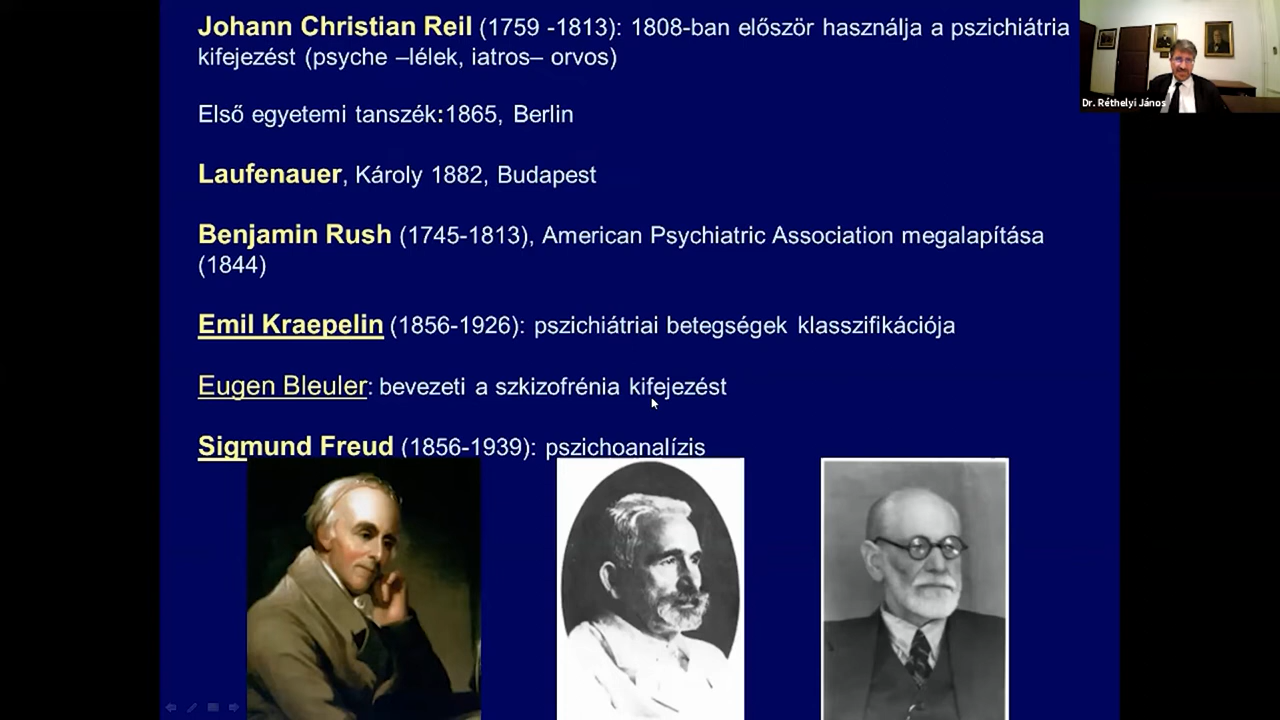 Johann Christian Reil (1759 -1813): 1808-ban először használja a pszichiátria
kifejezést (psyche –lélek, iatros– orvos)
Első egyetemi tanszék:1865, Berlin
Laufenauer, Károly 1882, Budapest
Benjamin Rush (1745-1813), American Psychiatric Association megalapítása
(1844)
Emil Kraepelin (1856-1926): pszichiátriai betegségek klasszifikációja
Eugen Bleuler: bevezeti a szkizofrénia kifejezést
Sigmund Freud (1856-1939): pszichoanalízis
Dr. Réthelyi János